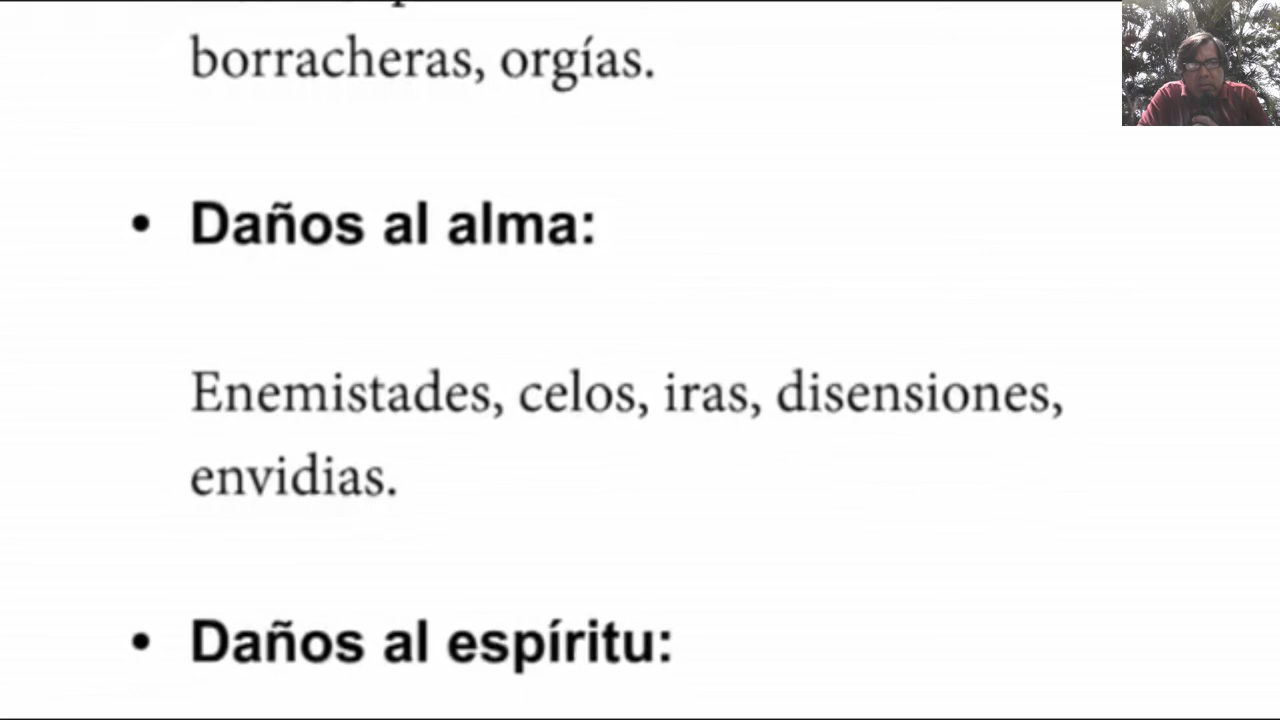 borracheras, orgías.
• Daños al alma:
Enemistades, celos, iras, disensiones,
envidias.
• Daños al espíritu: